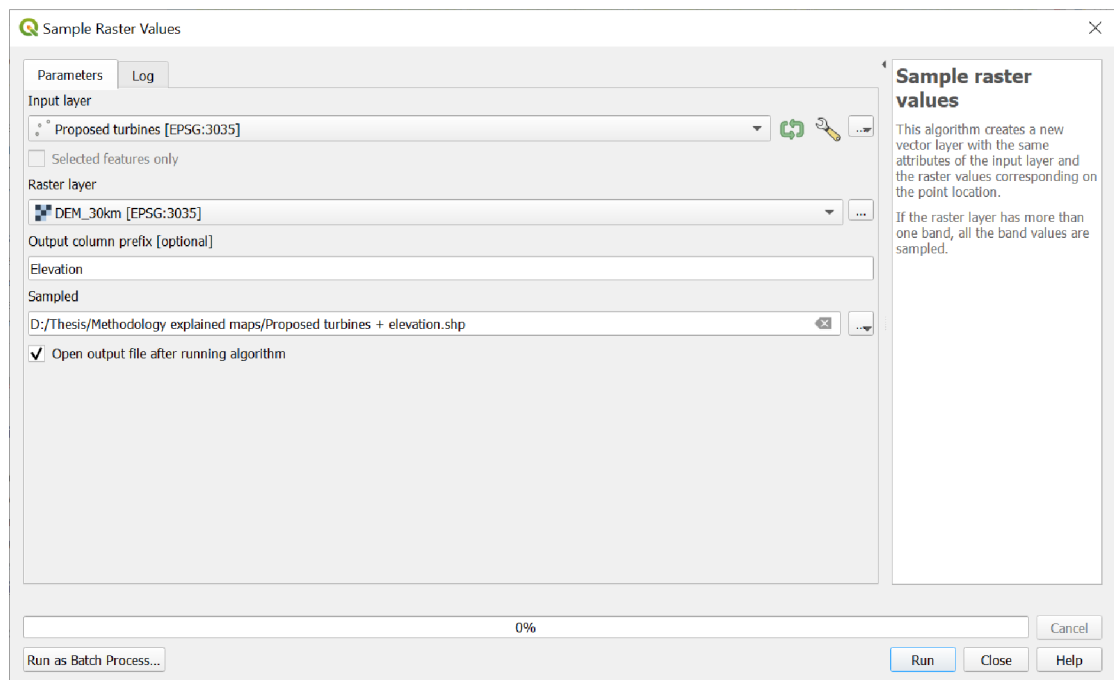 Sample Raster Values
Parameters
Log
Input layer
Proposed turbines [EPSG:3035]
...
Selected features only
Raster layer
DEM_30km [EPSG:3035]
...
Output column prefix [optional]
Elevation
Sampled
D:/Thesis/Methodology explained maps/Proposed turbines + elevation.shp
...
Open output file after running algorithm
Sample raster
values
This algorithm creates a new
vector layer with the same
attributes of the input layer and
the raster values corresponding on
the point location.
If the raster layer has more than
one band, all the band values are
sampled.
0%
Cancel
Run as Batch Process...
Run
Close
Help